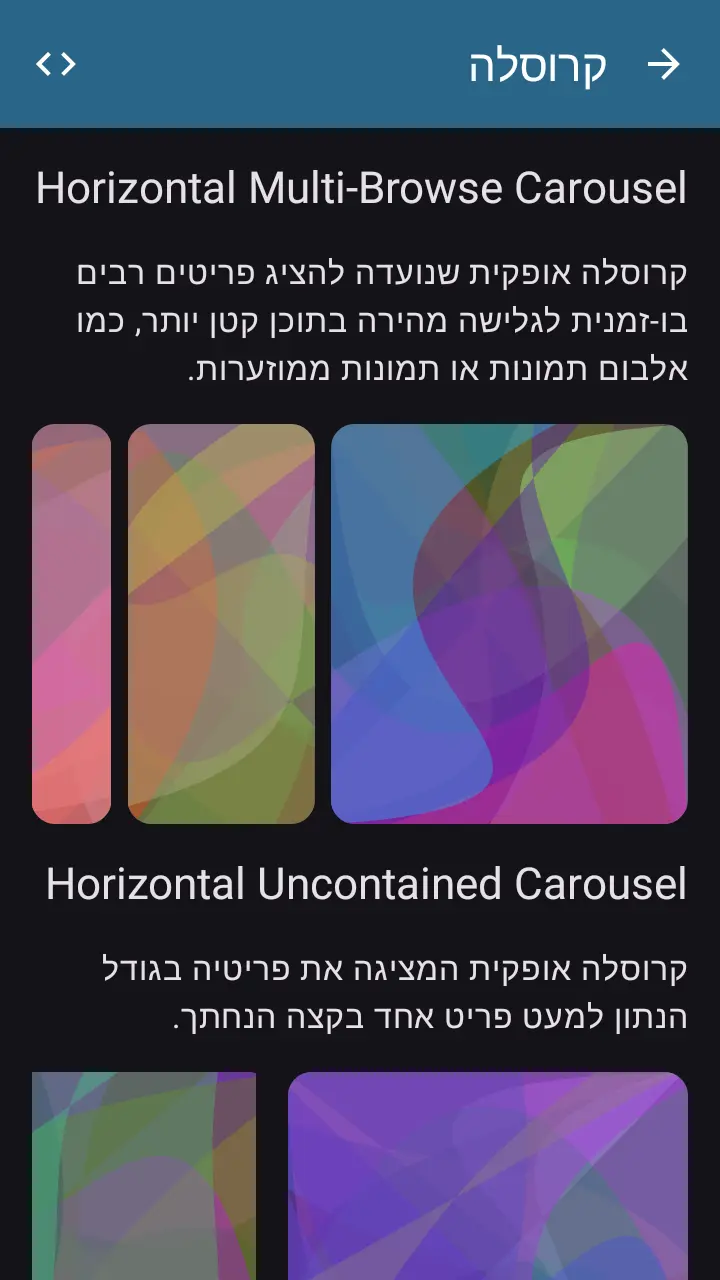 קרוסלה
Horizontal Multi-Browse Carousel
קרוסלה אופקית שנועדה להציג פריטים רבים
בו-זמנית לגלישה מהירה בתוכן קטן יותר, כמו
אלבום תמונות או תמונות ממוזערות.
Horizontal Uncontained Carousel
קרוסלה אופקית המציגה את פריטיה בגודל
הנתון למעט פריט אחד בקצה הנחתך.